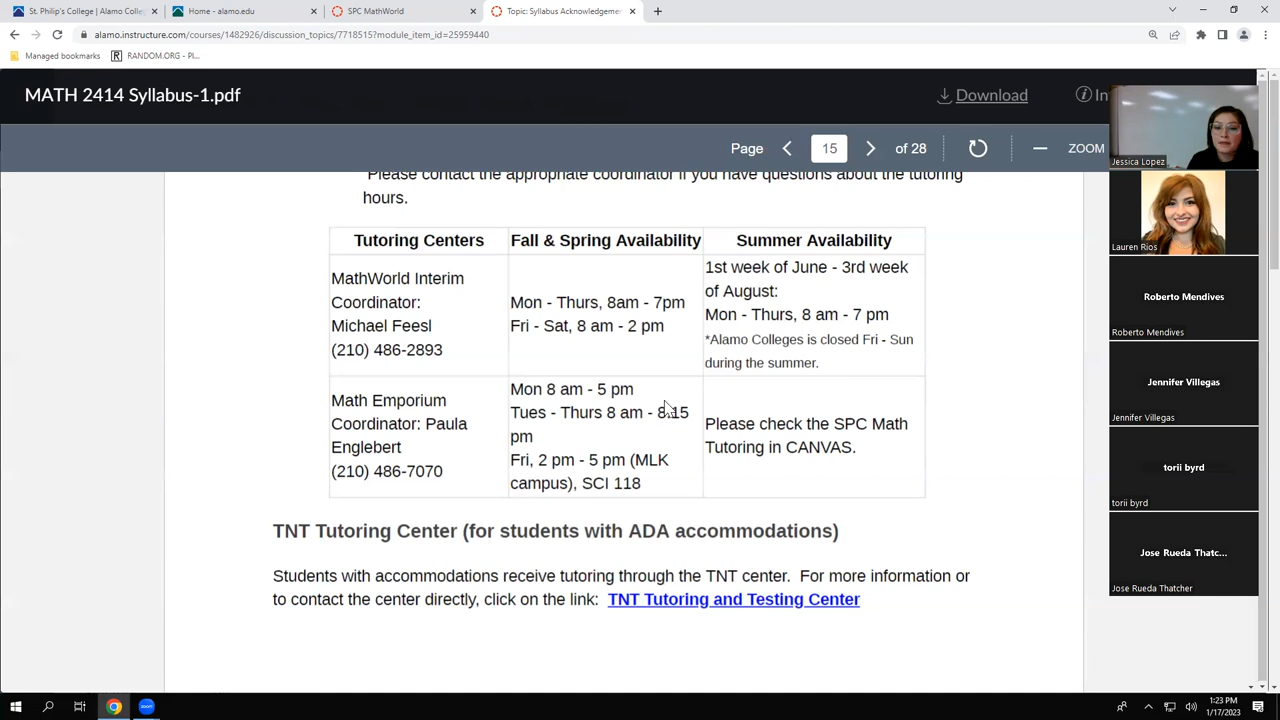 St. Philip's College | Alamo Colle
Home - alamo.edu
SPC MathWorld
Topic: Syllabus Acknowledgeme
alamo.instructure.com/courses/1482926/discussion_topics/7718515?module_item_id=25959440
Managed bookmarks
RANDOM.ORG - Pl...
MATH 2414 Syllabus-1.pdf
Download
Page
15
of 28
ZOOM
Please contact the appropriate coordinator if you have questions about the tutoring
hours.
Tutoring Centers
Fall & Spring Availability
Summer Availability
MathWorld Interim
Coordinator:
Michael Feesl
(210) 486-2893
Mon - Thurs, 8am - 7pm
Fri - Sat, 8 am - 2 pm
1st week of June - 3rd week
of August:
Mon - Thurs, 8 am - 7 pm
*Alamo Colleges is closed Fri - Sun
during the summer.
Math Emporium
Coordinator: Paula
Englebert
(210) 486-7070
Mon 8 am - 5 pm
Tues - Thurs 8 am - 8:15
pm
Fri, 2 pm - 5 pm (MLK
campus), SCI 118
Please check the SPC Math
Tutoring in CANVAS.
TNT Tutoring Center (for students with ADA accommodations)
Students with accommodations receive tutoring through the TNT center. For more information or
to contact the center directly, click on the link: TNT Tutoring and Testing Center
Jessica Lopez
Lauren Rios
Roberto Mendives
Roberto Mendives
Jennifer Villegas
Jennifer Villegas
torii byrd
torii byrd
Jose Rueda Thatc...
Jose Rueda Thatcher
zoom
1:23 PM
1/17/2023